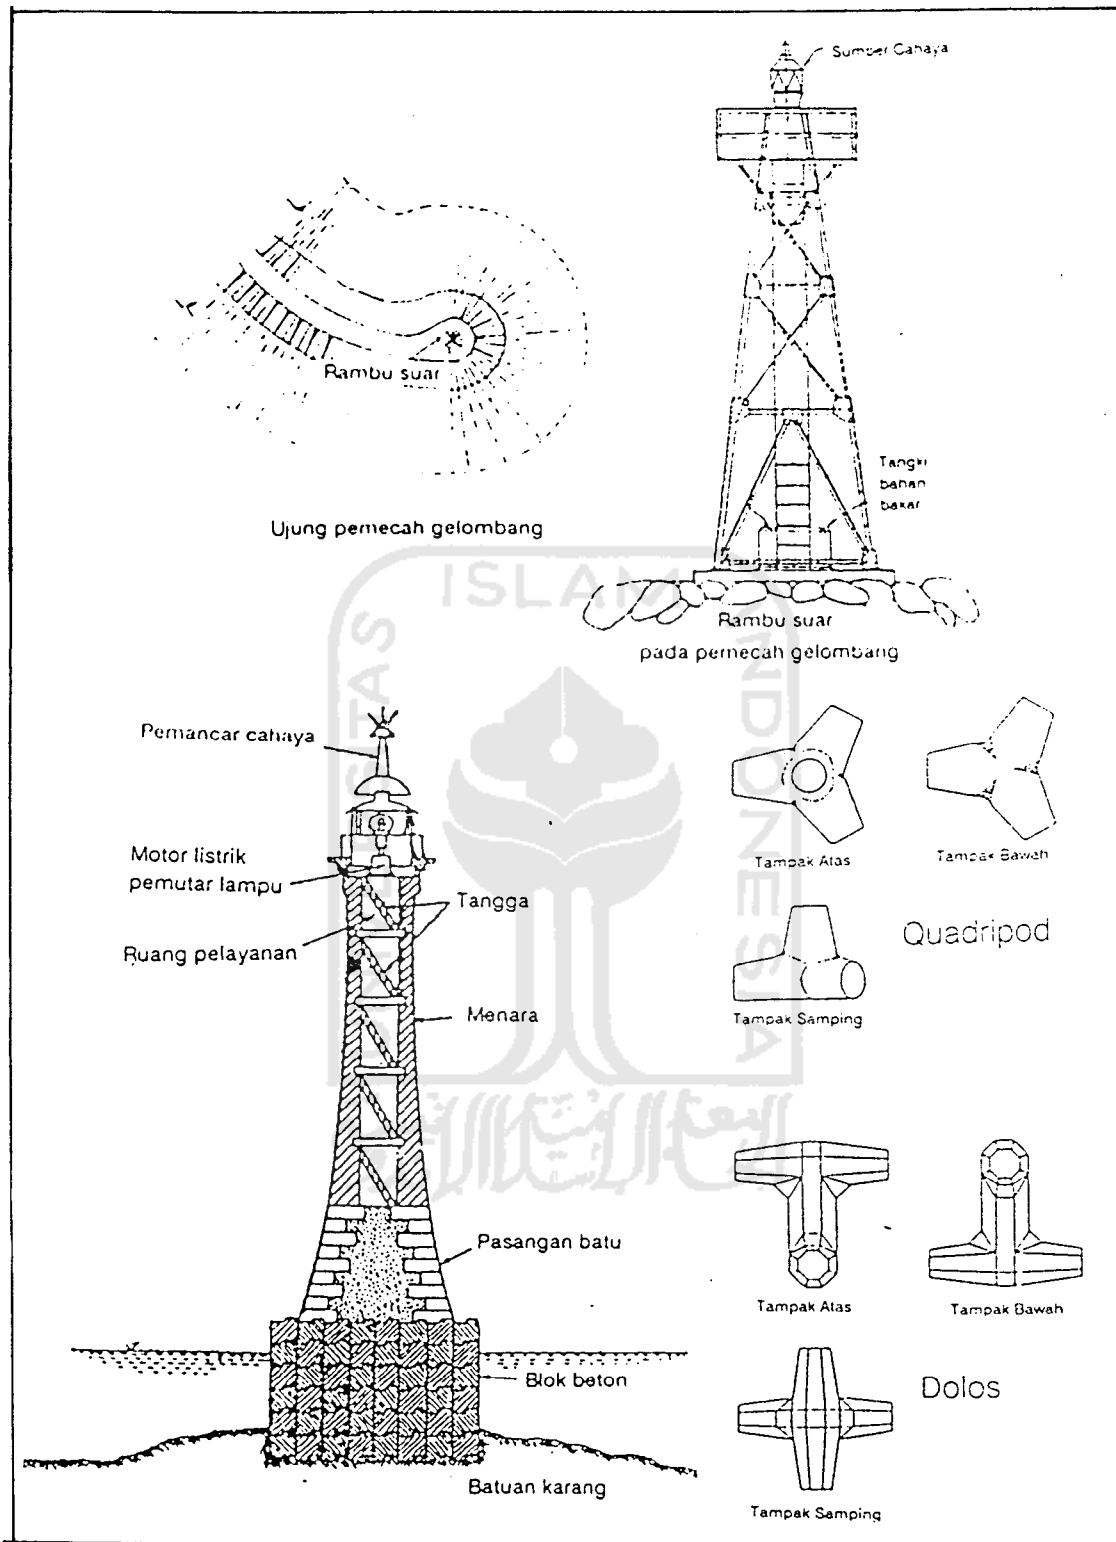 Sumber Cahaya
Rambu suar
Ujung pemecah gelombang
Tangki
bahan
bakar
Rambu suar
pada pemecah gelombang
ISLAM
INDONESIA
Pemancar cahaya
Motor listrik
pemutar lampu
Ruang pelayanan
Tangga
Menara
Pasangan batu
Blok beton
Batuan karang
Tampak Atas
Tampak Bawah
Quadripod
Tampak Samping
Tampak Atas
Tampak Bawah
Dolos
Tampak Samping